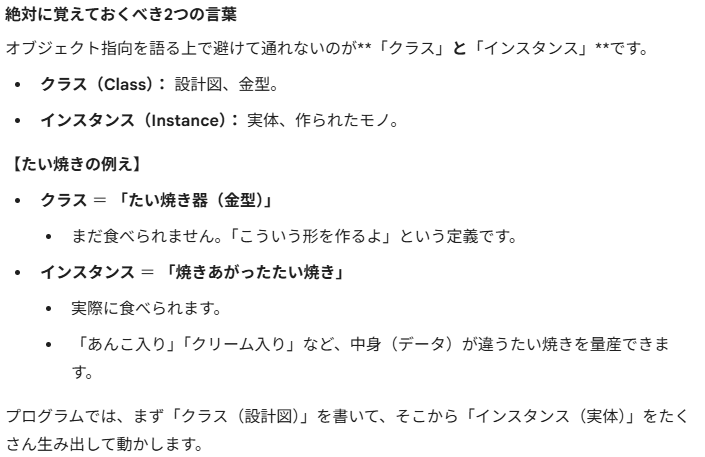 絶対に覚えておくべき2つの言葉
オブジェクト指向を語る上で避けて通れないのが**「クラス」と「インスタンス」**です。
• クラス（Class）： 設計図、金型。
• インスタンス（Instance）： 実体、作られたモノ。
【たい焼きの例え】
• クラス ＝ 「たい焼き器（金型）」
• まだ食べられません。「こういう形を作るよ」という定義です。
• インスタンス ＝ 「焼きあがったたい焼き」
• 実際に食べられます。
• 「あんこ入り」「クリーム入り」など、中身（データ）が違うたい焼きを量産できま
す。
プログラムでは、まず「クラス（設計図）」を書いて、そこから「インスタンス（実体）」をたく
さん生み出して動かします。